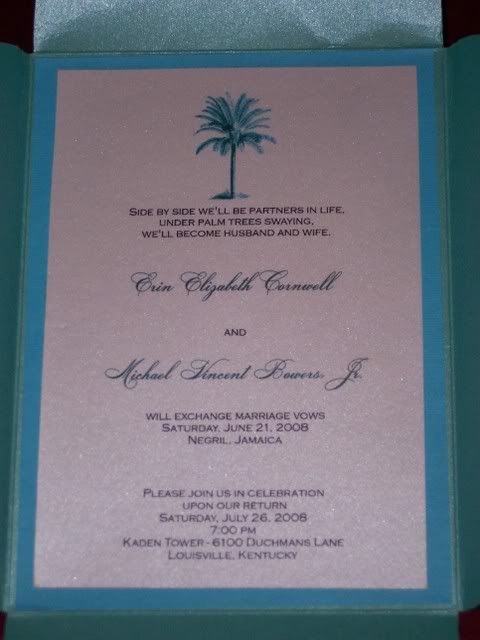 SIDE BY SIDE WE'LL BE PARTNERS IN LIFE,
UNDER PALM TREES SWAYING,
WE'LL BECOME HUSBAND AND WIFE.
Erin Elizabeth Cornwell
AND
Michael Vincent Bowers, Jr.
WILL EXCHANGE MARRIAGE VOWS
SATURDAY, JUNE 21, 2008
NEGRIL, JAMAICA
PLEASE JOIN US IN CELEBRATION
UPON OUR RETURN
SATURDAY, JULY 26, 2008
7:00 PM
KADEN TOWER - 6100 DUCHMANS LANE
LOUISVILLE, KENTUCKY